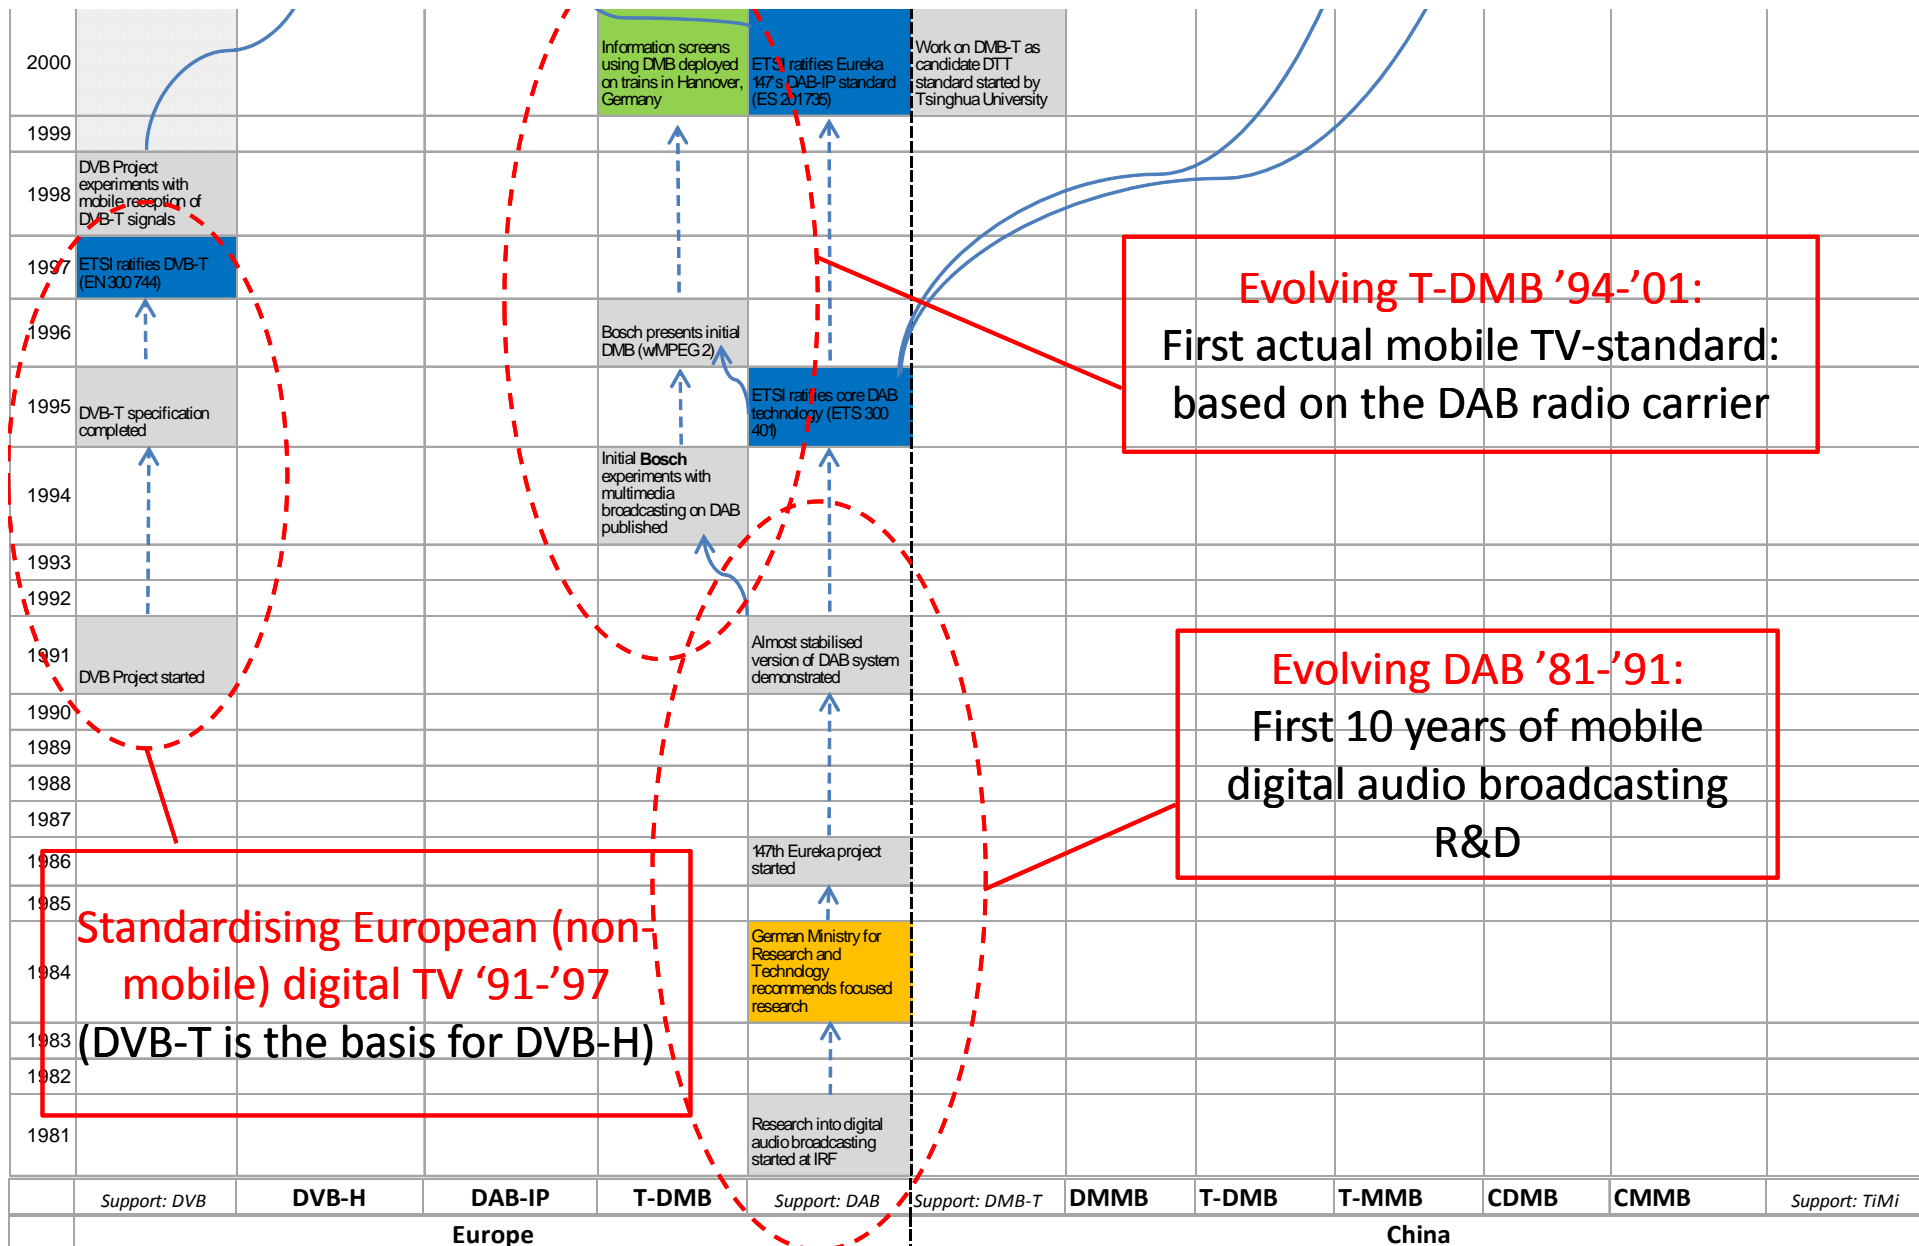 2000
Information screens
using DMB deployed
on trains in Hannover,
Germany
ETSI ratifies Eureka
147's DAB-IP standard
(ES 201 735)
Work on DMB-T as
candidate DTT
standard started by
Tsinghua University
1999
1998
DVB Project
experiments with
mobile reception of
DVB-T signals
1997
ETSI ratifies DVB-T
(EN 300 744)
Evolving T-DMB ’94-’01:
First actual mobile TV-standard:
based on the DAB radio carrier
1996
Bosch presents initial
DMB (w/MPEG 2)
1995
DVB-T specification
completed
ETSI ratifies core DAB
technology (ETS 300
401)
1994
Initial Bosch
experiments with
multimedia
broadcasting on DAB
published
1993
1992
1991
DVB Project started
Almost stabilised
version of DAB system
demonstrated
Evolving DAB ’81-’91:
First 10 years of mobile
digital audio broadcasting
R&D
1990
1989
1988
1987
1986
147th Eureka project
started
1985
Standardising European (non-
mobile) digital TV ‘91-’97
(DVB-T is the basis for DVB-H)
1984
German Ministry for
Research and
Technology
recommends focused
research
1983
1982
1981
Research into digital
audio broadcasting
started at IRF
Support: DVB
DVB-H
DAB-IP
T-DMB
Support: DAB
Support: DMB-T
DMMB
T-DMB
T-MMB
CDMB
CMMB
Support: TiMi
Europe
China